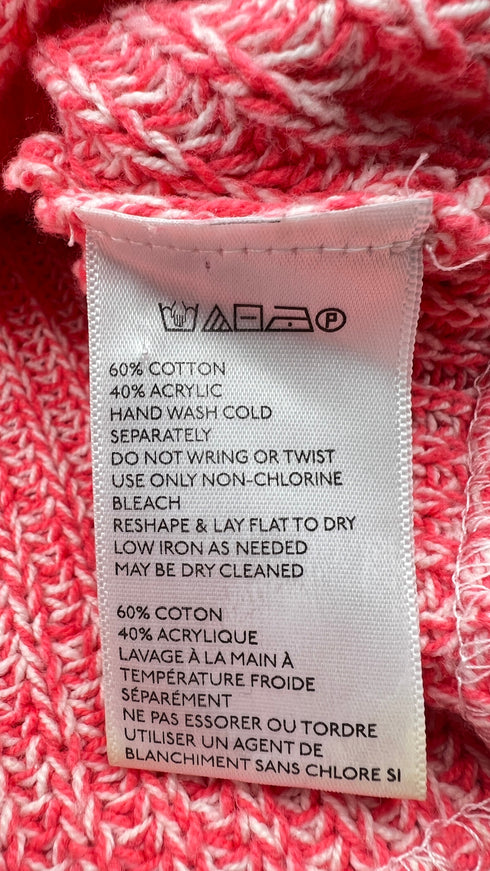 60% COTTON
40% ACRYLIC
HAND WASH COLD
SEPARATELY
DO NOT WRING OR TWIST
USE ONLY NON-CHLORINE
BLEACH
RESHAPE & LAY FLAT TO DRY
LOW IRON AS NEEDED
MAY BE DRY CLEANED
60% COTON
40% ACRYLIQUE
LAVAGE À LA MAIN À
TEMPÉRATURE FROIDE
SÉPARÉMENT
NE PAS ESSORER OU TORDRE
UTILISER UN AGENT DE
BLANCHIMENT SANS CHLORE SI